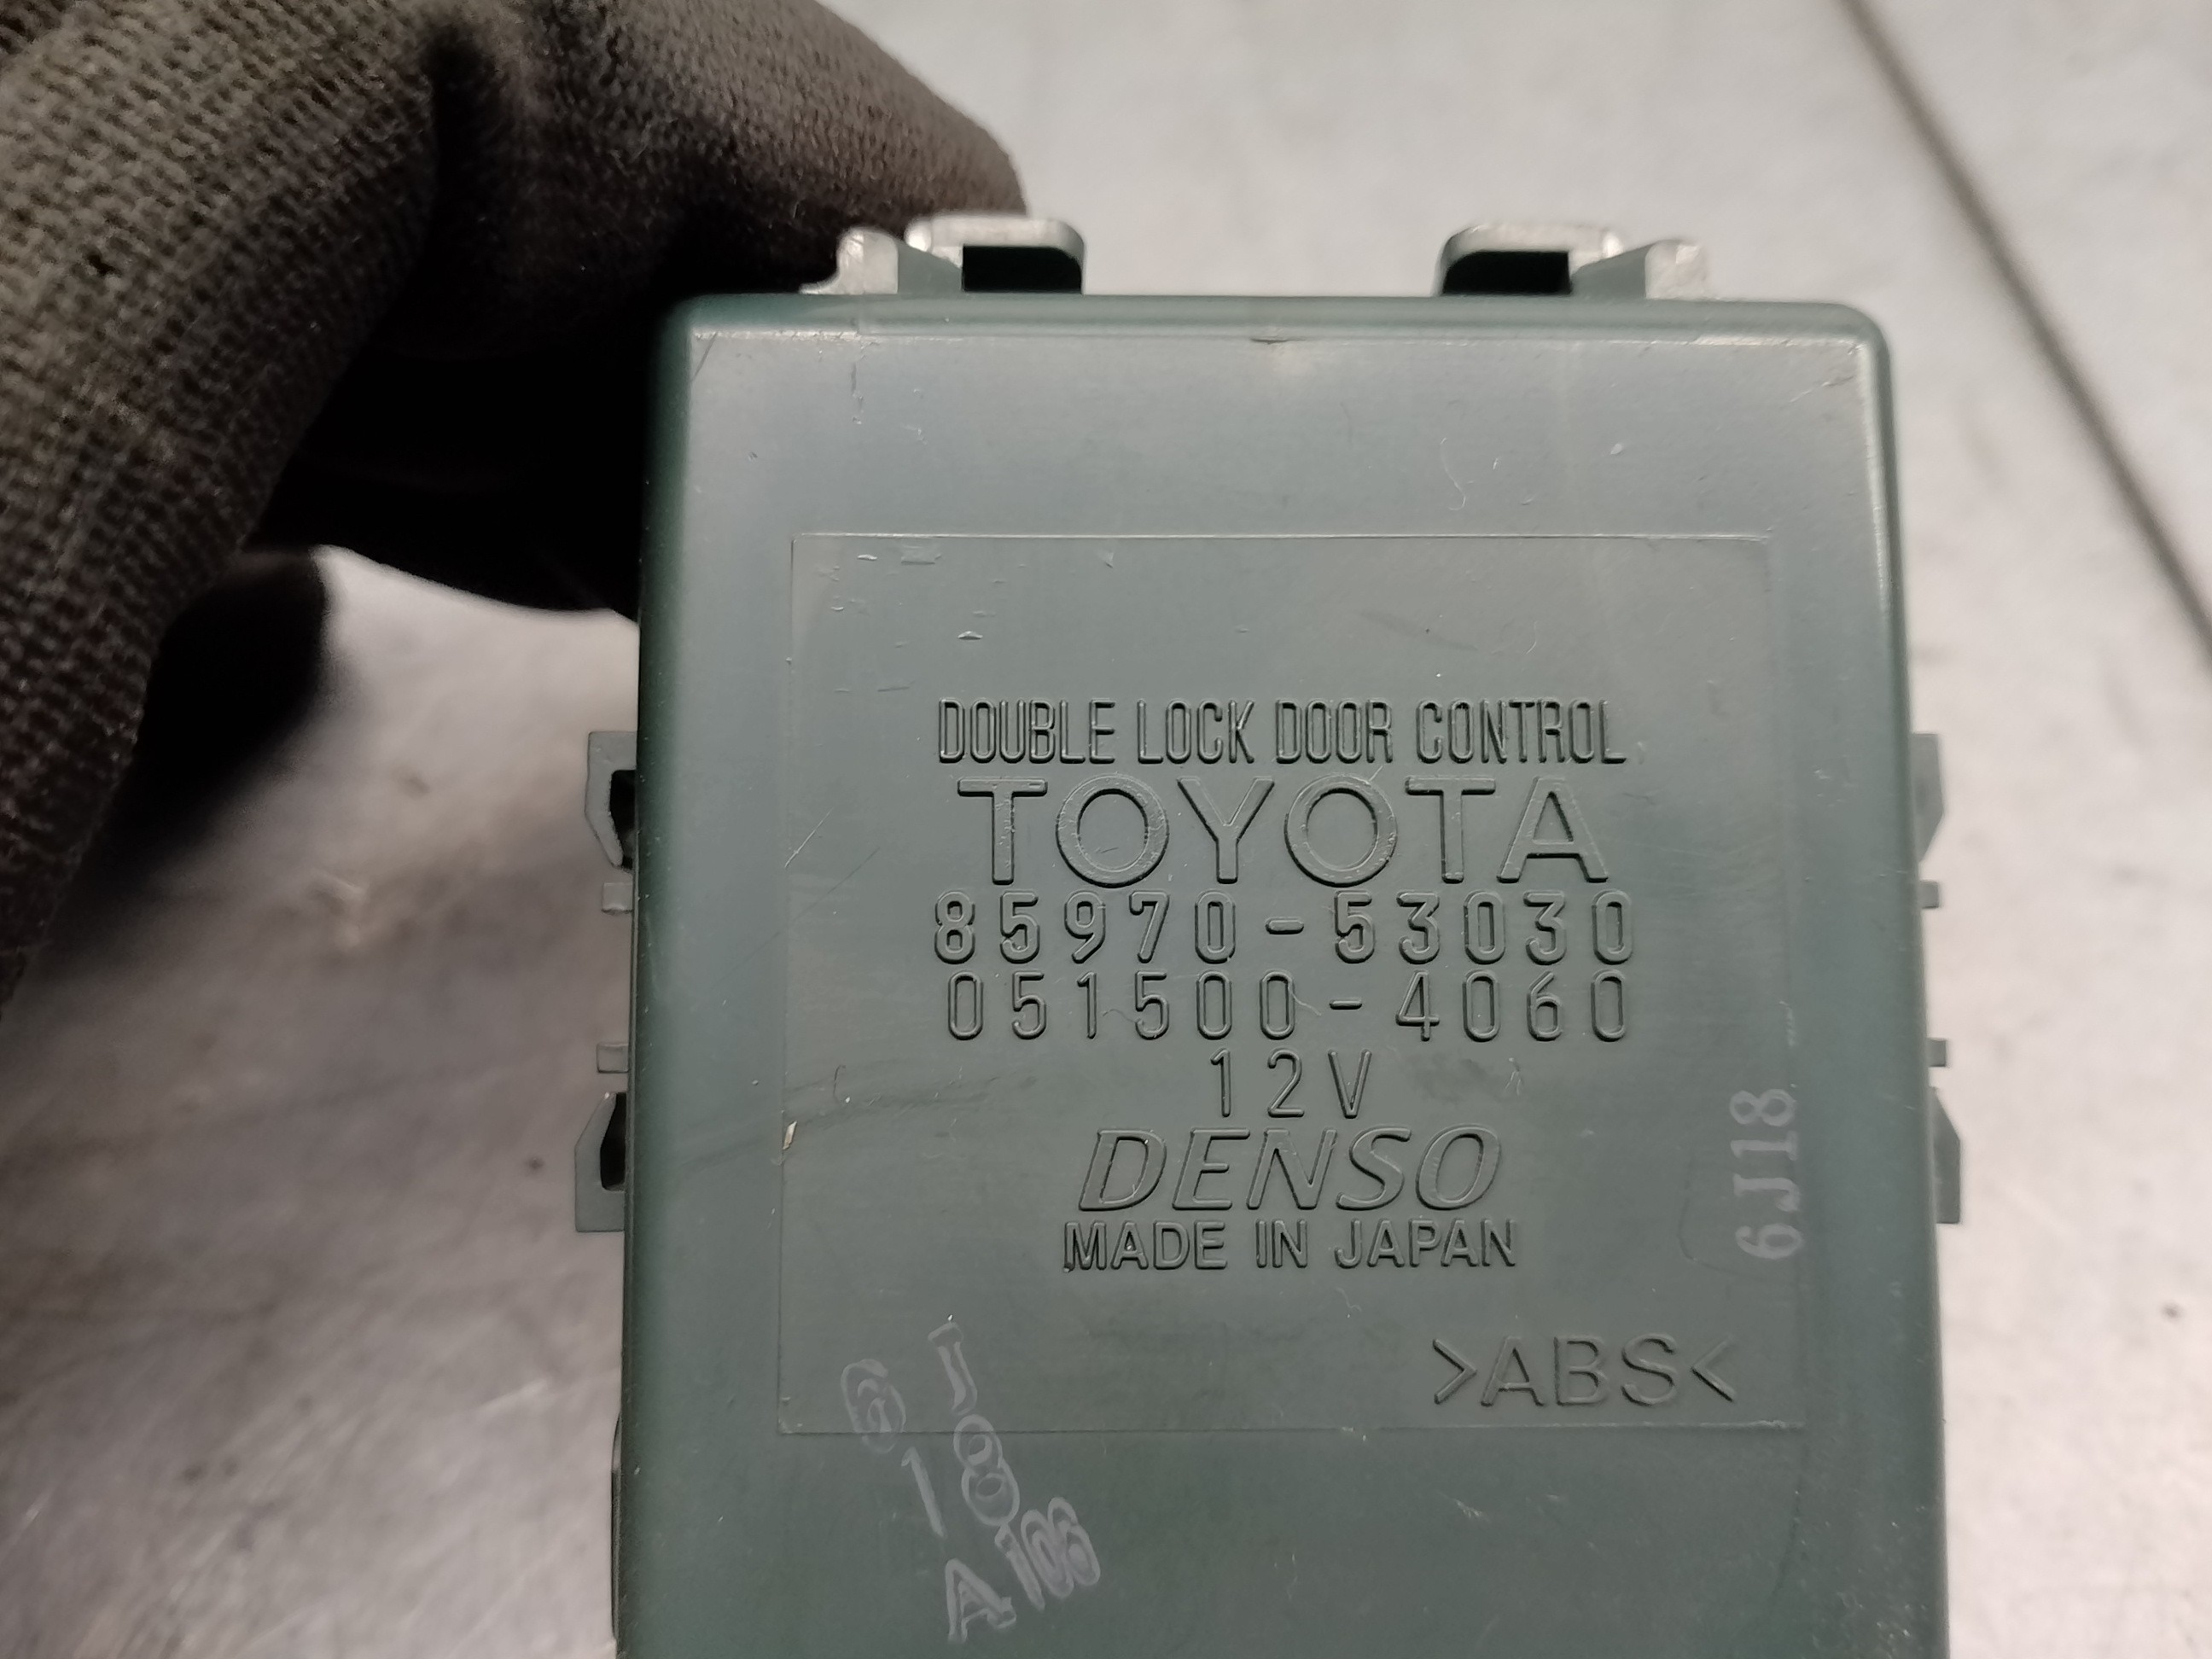 DOUBLE LOCK DOOR CONTROL
TOYOTA
85970-53030
051500-4060
12V
DENSO
MADE IN JAPAN
6J18
>ABS<